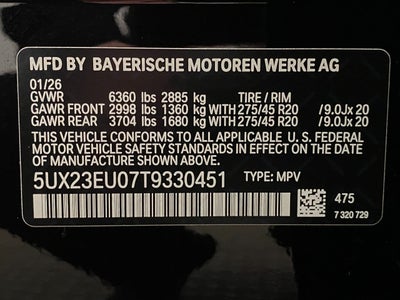 MFD BY BAYERISCHE MOTOREN WERKE AG
01/26
GVWR 6360 lbs 2885 kg TIRE / RIM
GAWR FRONT 2998 lbs 1360 kg WITH 275/45 R20 /9.0Jx 20
GAWR REAR 3704 lbs 1680 kg WITH 275/45 R20 /9.0Jx 20
THIS VEHICLE CONFORMS TO ALL APPLICABLE U. S. FEDERAL
MOTOR VEHICLE SAFETY STANDARDS IN EFFECT ON THE DATE
OF MANUFACTURE SHOWN ABOVE.
5UX23EU07T9330451 TYPE: MPV
475
7 320 729